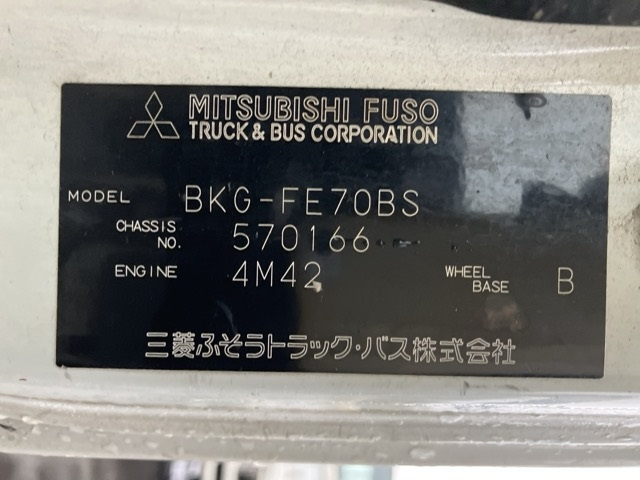 MITSUBISHI FUSO
TRUCK & BUS CORPORATION
MODEL BKG-FE70BS
CHASSIS NO. 570166
ENGINE 4M42 WHEEL BASE B
三菱ふそうトラック・バス株式会社